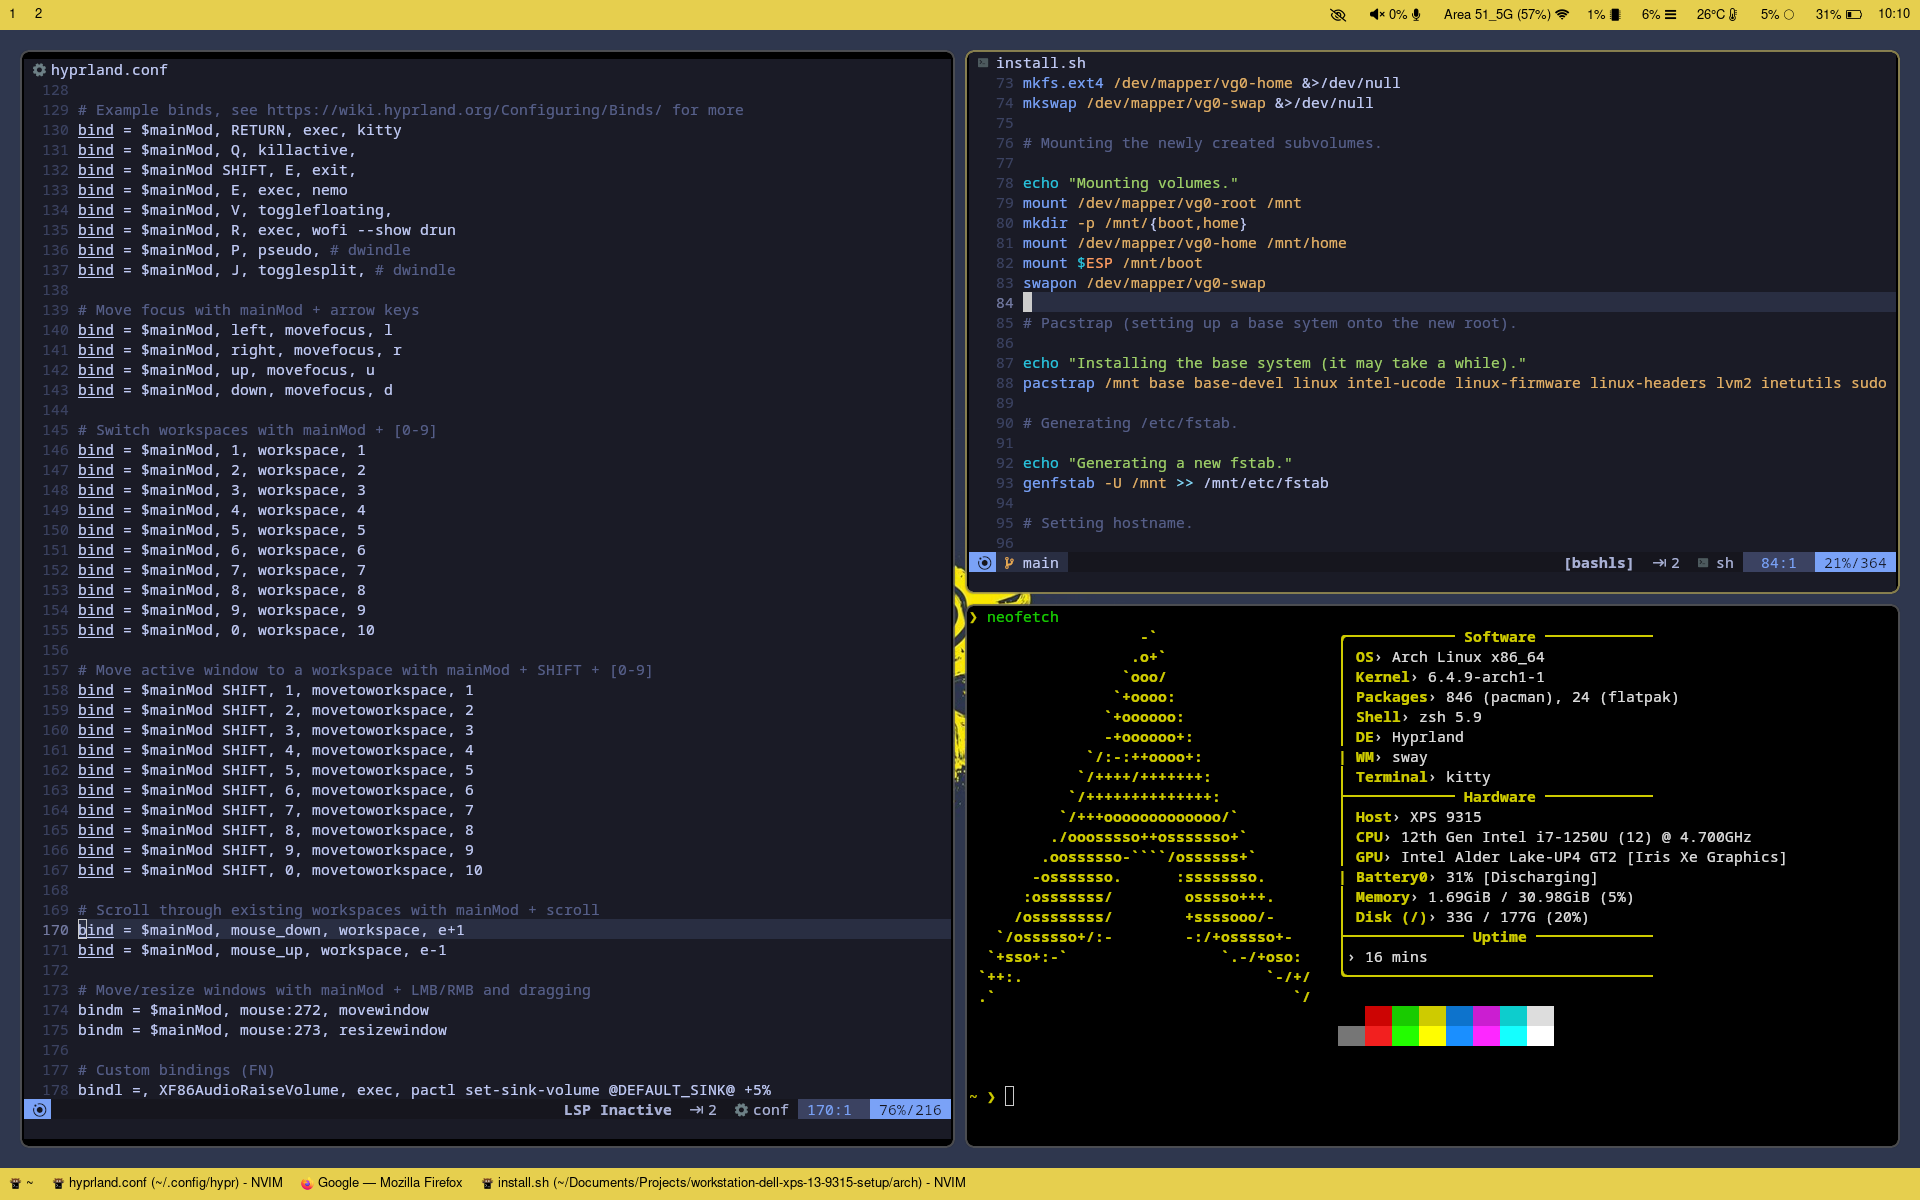 1 2 0% Area 51_5G (57%) 1% 6% 26°C 5% 31% 10:10
hyprland.conf
128
129 # Example binds, see https://wiki.hyprland.org/Configuring/Binds/ for more
130 bind = $mainMod, RETURN, exec, kitty
131 bind = $mainMod, Q, killactive,
132 bind = $mainMod SHIFT, E, exit,
133 bind = $mainMod, E, exec, nemo
134 bind = $mainMod, V, togglefloating,
135 bind = $mainMod, R, exec, wofi --show drun
136 bind = $mainMod, P, pseudo, # dwindle
137 bind = $mainMod, J, togglesplit, # dwindle
138
139 # Move focus with mainMod + arrow keys
140 bind = $mainMod, left, movefocus, l
141 bind = $mainMod, right, movefocus, r
142 bind = $mainMod, up, movefocus, u
143 bind = $mainMod, down, movefocus, d
144
145 # Switch workspaces with mainMod + [0-9]
146 bind = $mainMod, 1, workspace, 1
147 bind = $mainMod, 2, workspace, 2
148 bind = $mainMod, 3, workspace, 3
149 bind = $mainMod, 4, workspace, 4
150 bind = $mainMod, 5, workspace, 5
151 bind = $mainMod, 6, workspace, 6
152 bind = $mainMod, 7, workspace, 7
153 bind = $mainMod, 8, workspace, 8
154 bind = $mainMod, 9, workspace, 9
155 bind = $mainMod, 0, workspace, 10
156
157 # Move active window to a workspace with mainMod + SHIFT + [0-9]
158 bind = $mainMod SHIFT, 1, movetoworkspace, 1
159 bind = $mainMod SHIFT, 2, movetoworkspace, 2
160 bind = $mainMod SHIFT, 3, movetoworkspace, 3
161 bind = $mainMod SHIFT, 4, movetoworkspace, 4
162 bind = $mainMod SHIFT, 5, movetoworkspace, 5
163 bind = $mainMod SHIFT, 6, movetoworkspace, 6
164 bind = $mainMod SHIFT, 7, movetoworkspace, 7
165 bind = $mainMod SHIFT, 8, movetoworkspace, 8
166 bind = $mainMod SHIFT, 9, movetoworkspace, 9
167 bind = $mainMod SHIFT, 0, movetoworkspace, 10
168
169 # Scroll through existing workspaces with mainMod + scroll
170 bind = $mainMod, mouse_down, workspace, e+1
171 bind = $mainMod, mouse_up, workspace, e-1
172
173 # Move/resize windows with mainMod + LMB/RMB and dragging
174 bindm = $mainMod, mouse:272, movewindow
175 bindm = $mainMod, mouse:273, resizewindow
176
177 # Custom bindings (FN)
178 bindl =, XF86AudioRaiseVolume, exec, pactl set-sink-volume @DEFAULT_SINK@ +5%
LSP Inactive ⇥ 2 conf 170:1 76%/216
install.sh
73 mkfs.ext4 /dev/mapper/vg0-home &>/dev/null
74 mkswap /dev/mapper/vg0-swap &>/dev/null
75
76 # Mounting the newly created subvolumes.
77
78 echo "Mounting volumes."
79 mount /dev/mapper/vg0-root /mnt
80 mkdir -p /mnt/{boot,home}
81 mount /dev/mapper/vg0-home /mnt/home
82 mount $ESP /mnt/boot
83 swapon /dev/mapper/vg0-swap
84
85 # Pacstrap (setting up a base sytem onto the new root).
86
87 echo "Installing the base system (it may take a while)."
88 pacstrap /mnt base base-devel linux intel-ucode linux-firmware linux-headers lvm2 inetutils sudo
89
90 # Generating /etc/fstab.
91
92 echo "Generating a new fstab."
93 genfstab -U /mnt >> /mnt/etc/fstab
94
95 # Setting hostname.
96
main [bashls] ⇥ 2 sh 84:1 21%/364
❯ neofetch
-`
.o+`
`ooo/
`+oooo:
`+oooooo:
-+oooooo+:
`/:-:++oooo+:
`/++++/+++++++:
`/++++++++++++++:
`/+++ooooooooooooo/`
./ooosssso++osssssso+`
.oossssso-````/ossssss+`
-osssssso. :ssssssso.
:osssssss/ osssso+++.
/ossssssss/ +ssssooo/-
`/ossssso+/:- -:/+osssso+-
`+sso+:-` `.-/+oso:
`++:. `-/+/
.` `/
Software
OS› Arch Linux x86_64
Kernel› 6.4.9-arch1-1
Packages› 846 (pacman), 24 (flatpak)
Shell› zsh 5.9
DE› Hyprland
WM› sway
Terminal› kitty
Hardware
Host› XPS 9315
CPU› 12th Gen Intel i7-1250U (12) @ 4.700GHz
GPU› Intel Alder Lake-UP4 GT2 [Iris Xe Graphics]
Battery0› 31% [Discharging]
Memory› 1.69GiB / 30.98GiB (5%)
Disk (/)› 33G / 177G (20%)
Uptime
› 16 mins
~ ❯
~ hyprland.conf (~/.config/hypr) - NVIM Google — Mozilla Firefox install.sh (~/Documents/Projects/workstation-dell-xps-13-9315-setup/arch) - NVIM